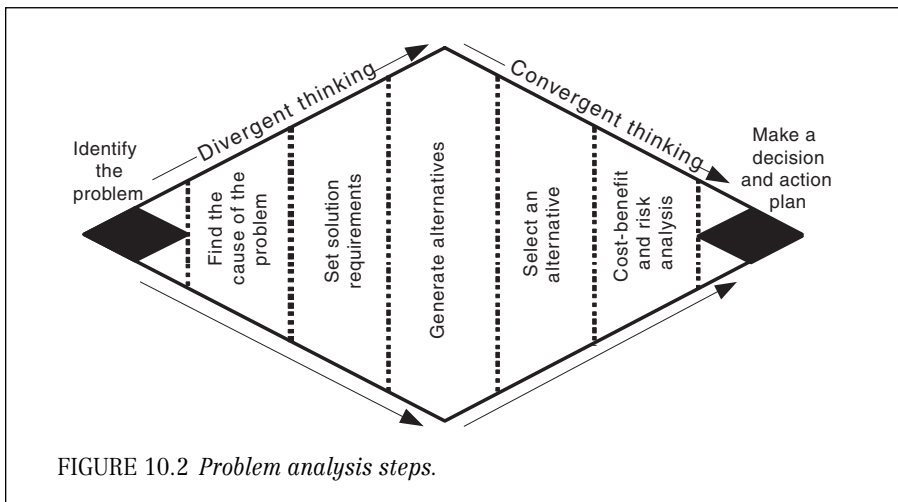 Divergent thinking
Convergent thinking
Identify
the
problem
Find the
cause of the
problem
Set solution
requirements
Generate alternatives
Select an
alternative
Cost-benefit
and risk
analysis
Make a
decision
and action
plan
FIGURE 10.2 Problem analysis steps.